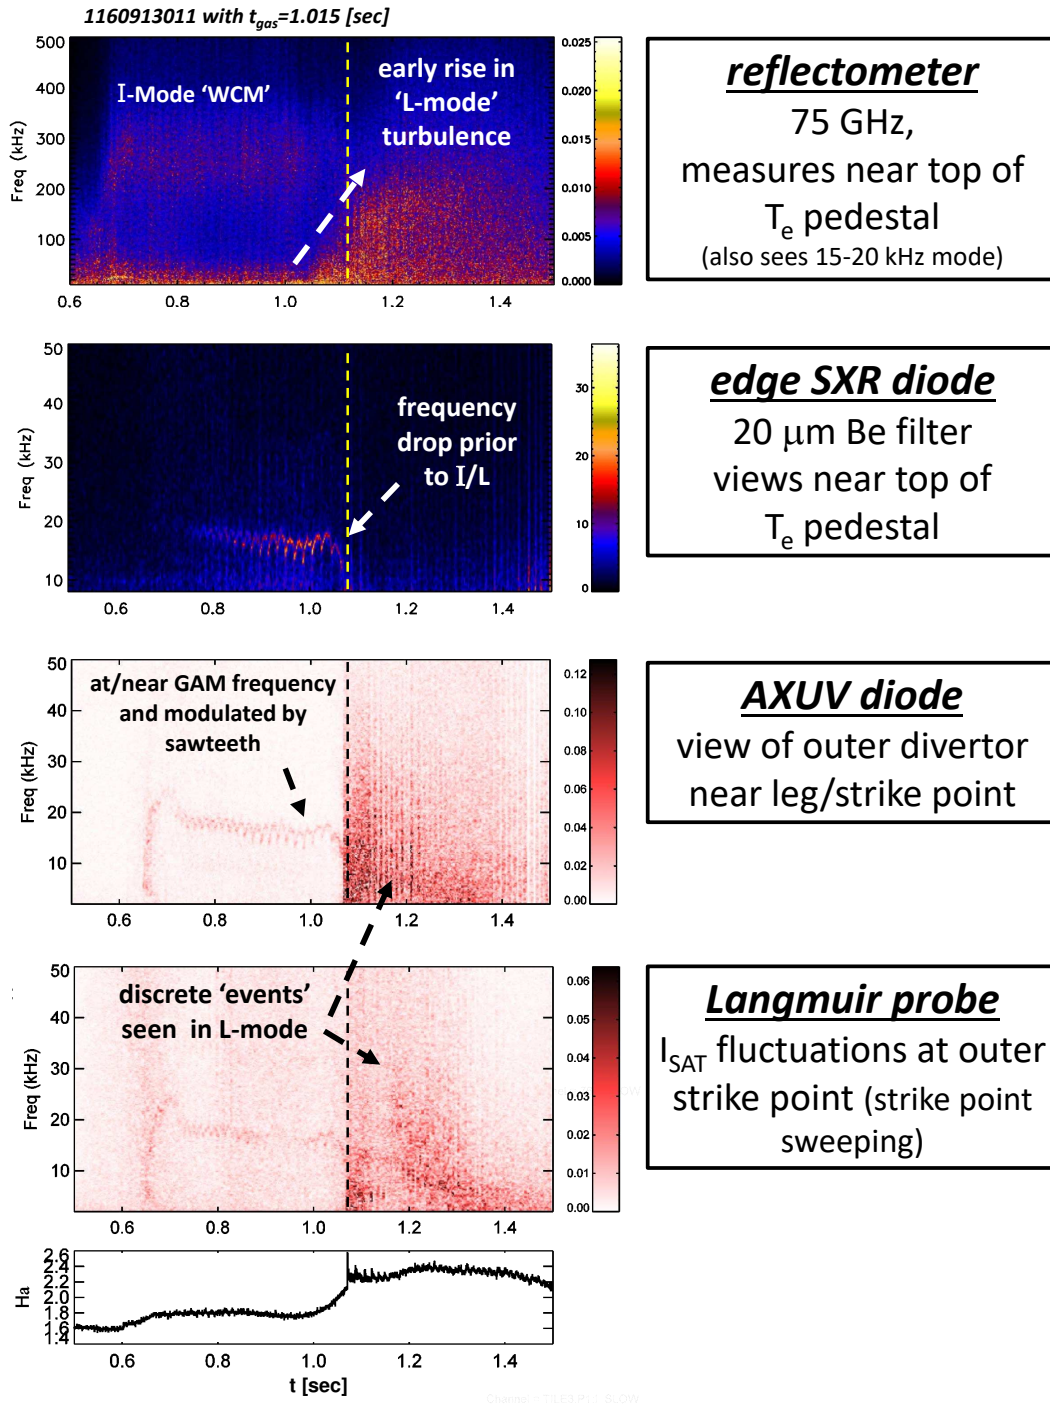 1160913011 with tgas=1.015 [sec]
500
400
300
200
100
Freq (kHz)
I-Mode 'WCM'
early rise in
'L-mode'
turbulence
0.6 0.8 1.0 1.2 1.4
0.025
0.020
0.015
0.010
0.005
0.000
reflectometer
75 GHz,
measures near top of
Te pedestal
(also sees 15-20 kHz mode)
50
40
30
20
10
Freq (kHz)
frequency
drop prior
to I/L
0.6 0.8 1.0 1.2 1.4
30
20
10
0
edge SXR diode
20 μm Be filter
views near top of
Te pedestal
50
40
30
20
10
Freq (kHz)
at/near GAM frequency
and modulated by
sawteeth
0.6 0.8 1.0 1.2 1.4
0.12
0.10
0.08
0.06
0.04
0.02
0.00
AXUV diode
view of outer divertor
near leg/strike point
50
40
30
20
10
Freq (kHz)
discrete 'events'
seen in L-mode
0.6 0.8 1.0 1.2 1.4
0.06
0.05
0.04
0.03
0.02
0.01
0.00
Langmuir probe
ISAT fluctuations at outer
strike point (strike point
sweeping)
2.6
2.4
2.2
2.0
1.8
1.6
1.4
Ha
0.6 0.8 1.0 1.2 1.4
t [sec]